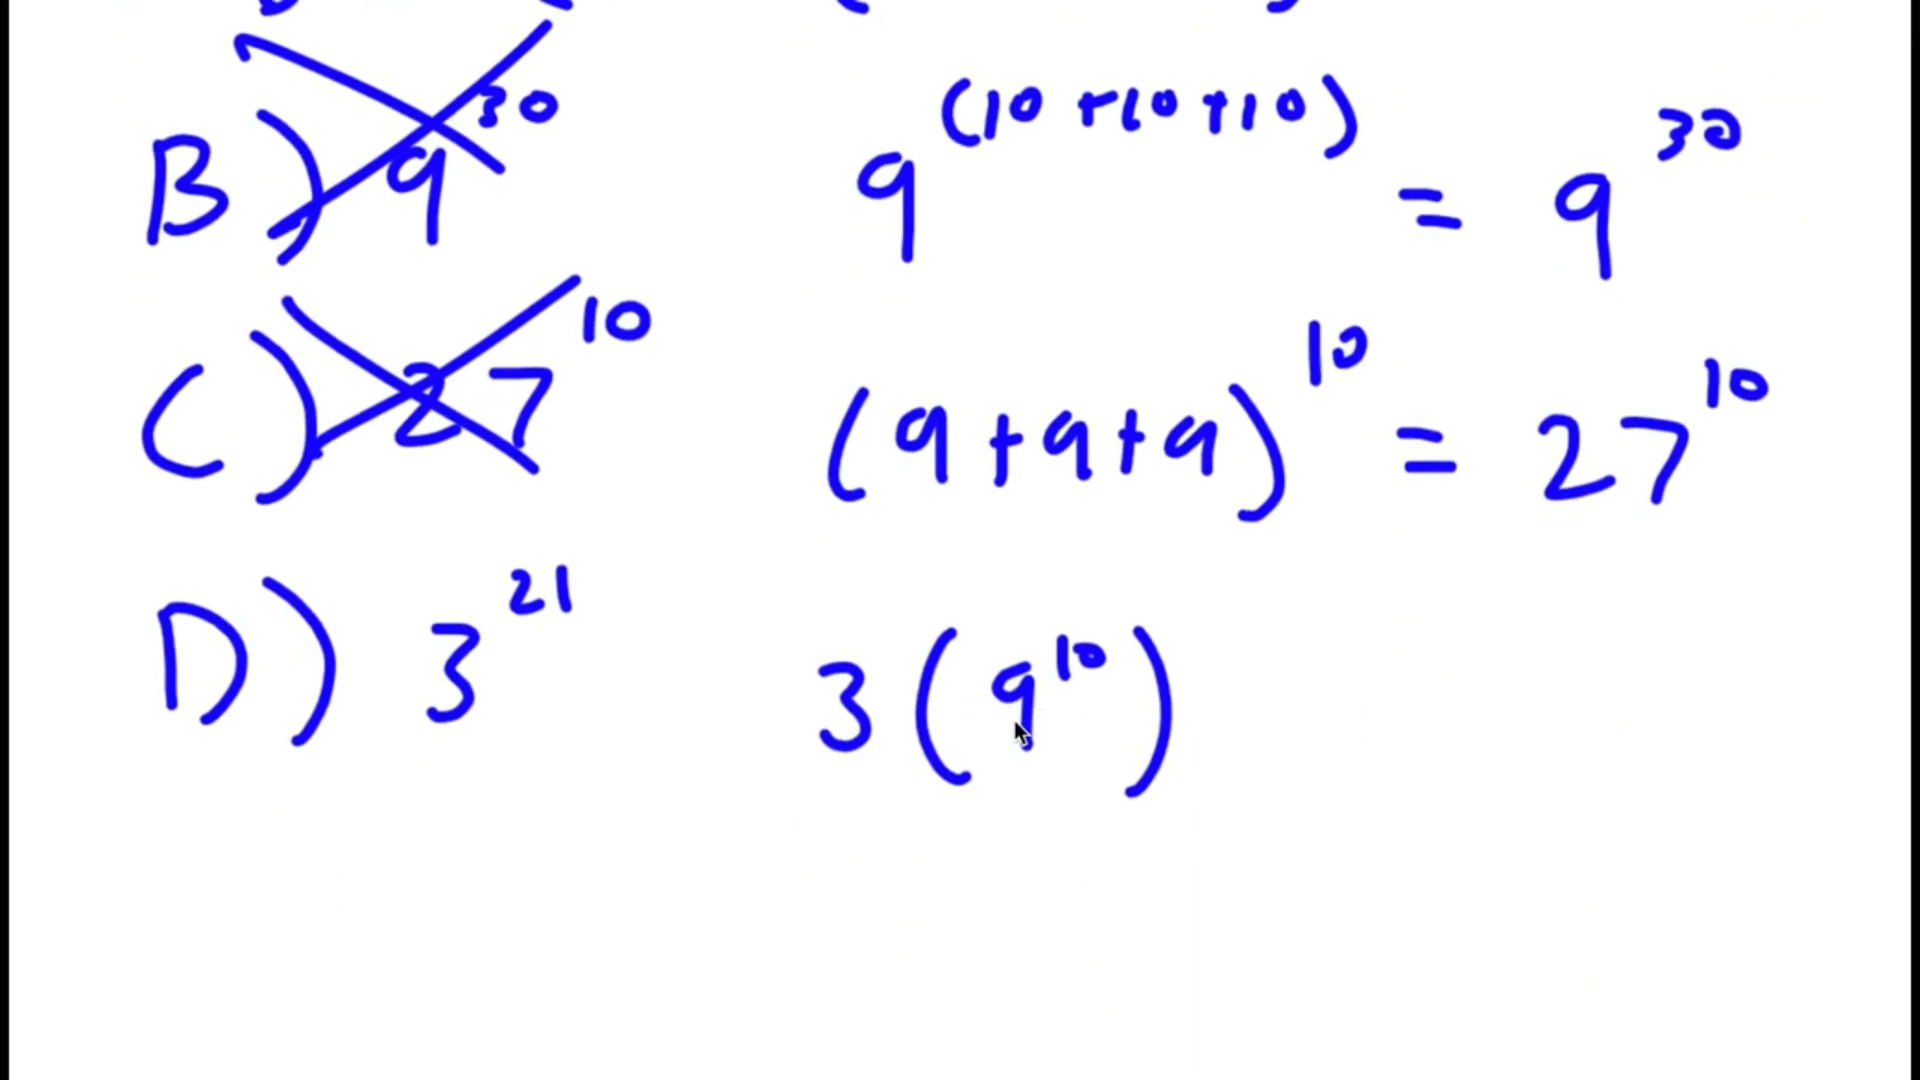 B) 9^30    9^(10+10+10) = 9^30
C) 27^10    (9+9+9)^10 = 27^10
D) 3^21    3(9^10)